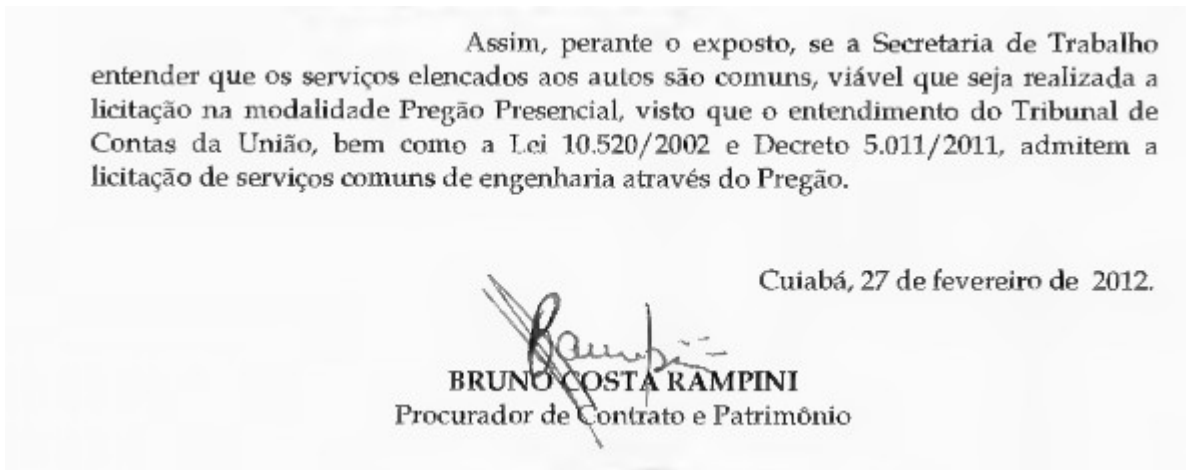 Assim, perante o exposto, se a Secretaria de Trabalho
entender que os serviços elencados aos autos são comuns, viável que seja realizada a
licitação na modalidade Pregão Presencial, visto que o entendimento do Tribunal de
Contas da União, bem como a Lei 10.520/2002 e Decreto 5.011/2011, admitem a
licitação de serviços comuns de engenharia através do Pregão.
Cuiabá, 27 de fevereiro de 2012.
BRUNO COSTA RAMPINI
Procurador de Contrato e Patrimônio